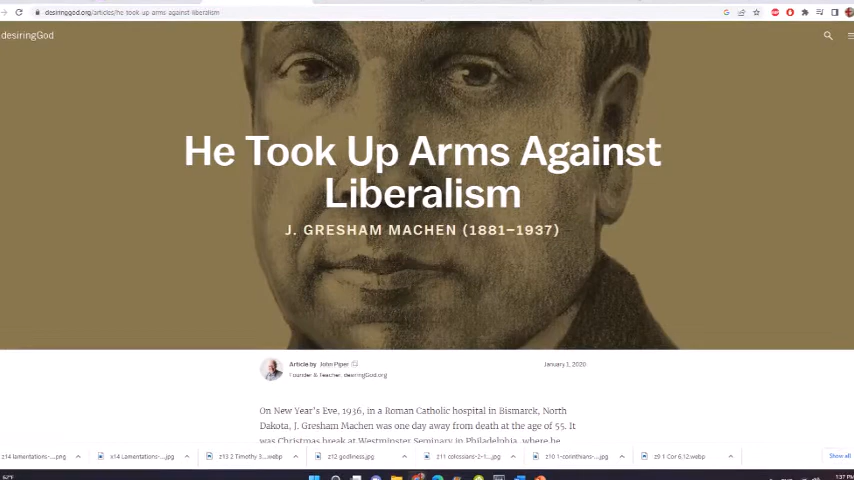 desiringgod.org/articles/he-took-up-arms-against-liberalism
desiringGod
He Took Up Arms Against
Liberalism
J. GRESHAM MACHEN (1881–1937)
Article by John Piper
January 1, 2020
Founder & Teacher, desiringGod.org
On New Year's Eve, 1936, in a Roman Catholic hospital in Bismarck, North
Dakota, J. Gresham Machen was one day away from death at the age of 55. It
was Christmas break at Westminster Seminary in Philadelphia, where he
z14 lamentations-....png
x14 Lamentations-....jpg
z13 2 Timothy 3....webp
z12 godliness.jpg
z11 colossians-2-1....jpg
z10 1-corinthians-....jpg
z9 1 Cor 6.12.webp
Show all
1:37 PM